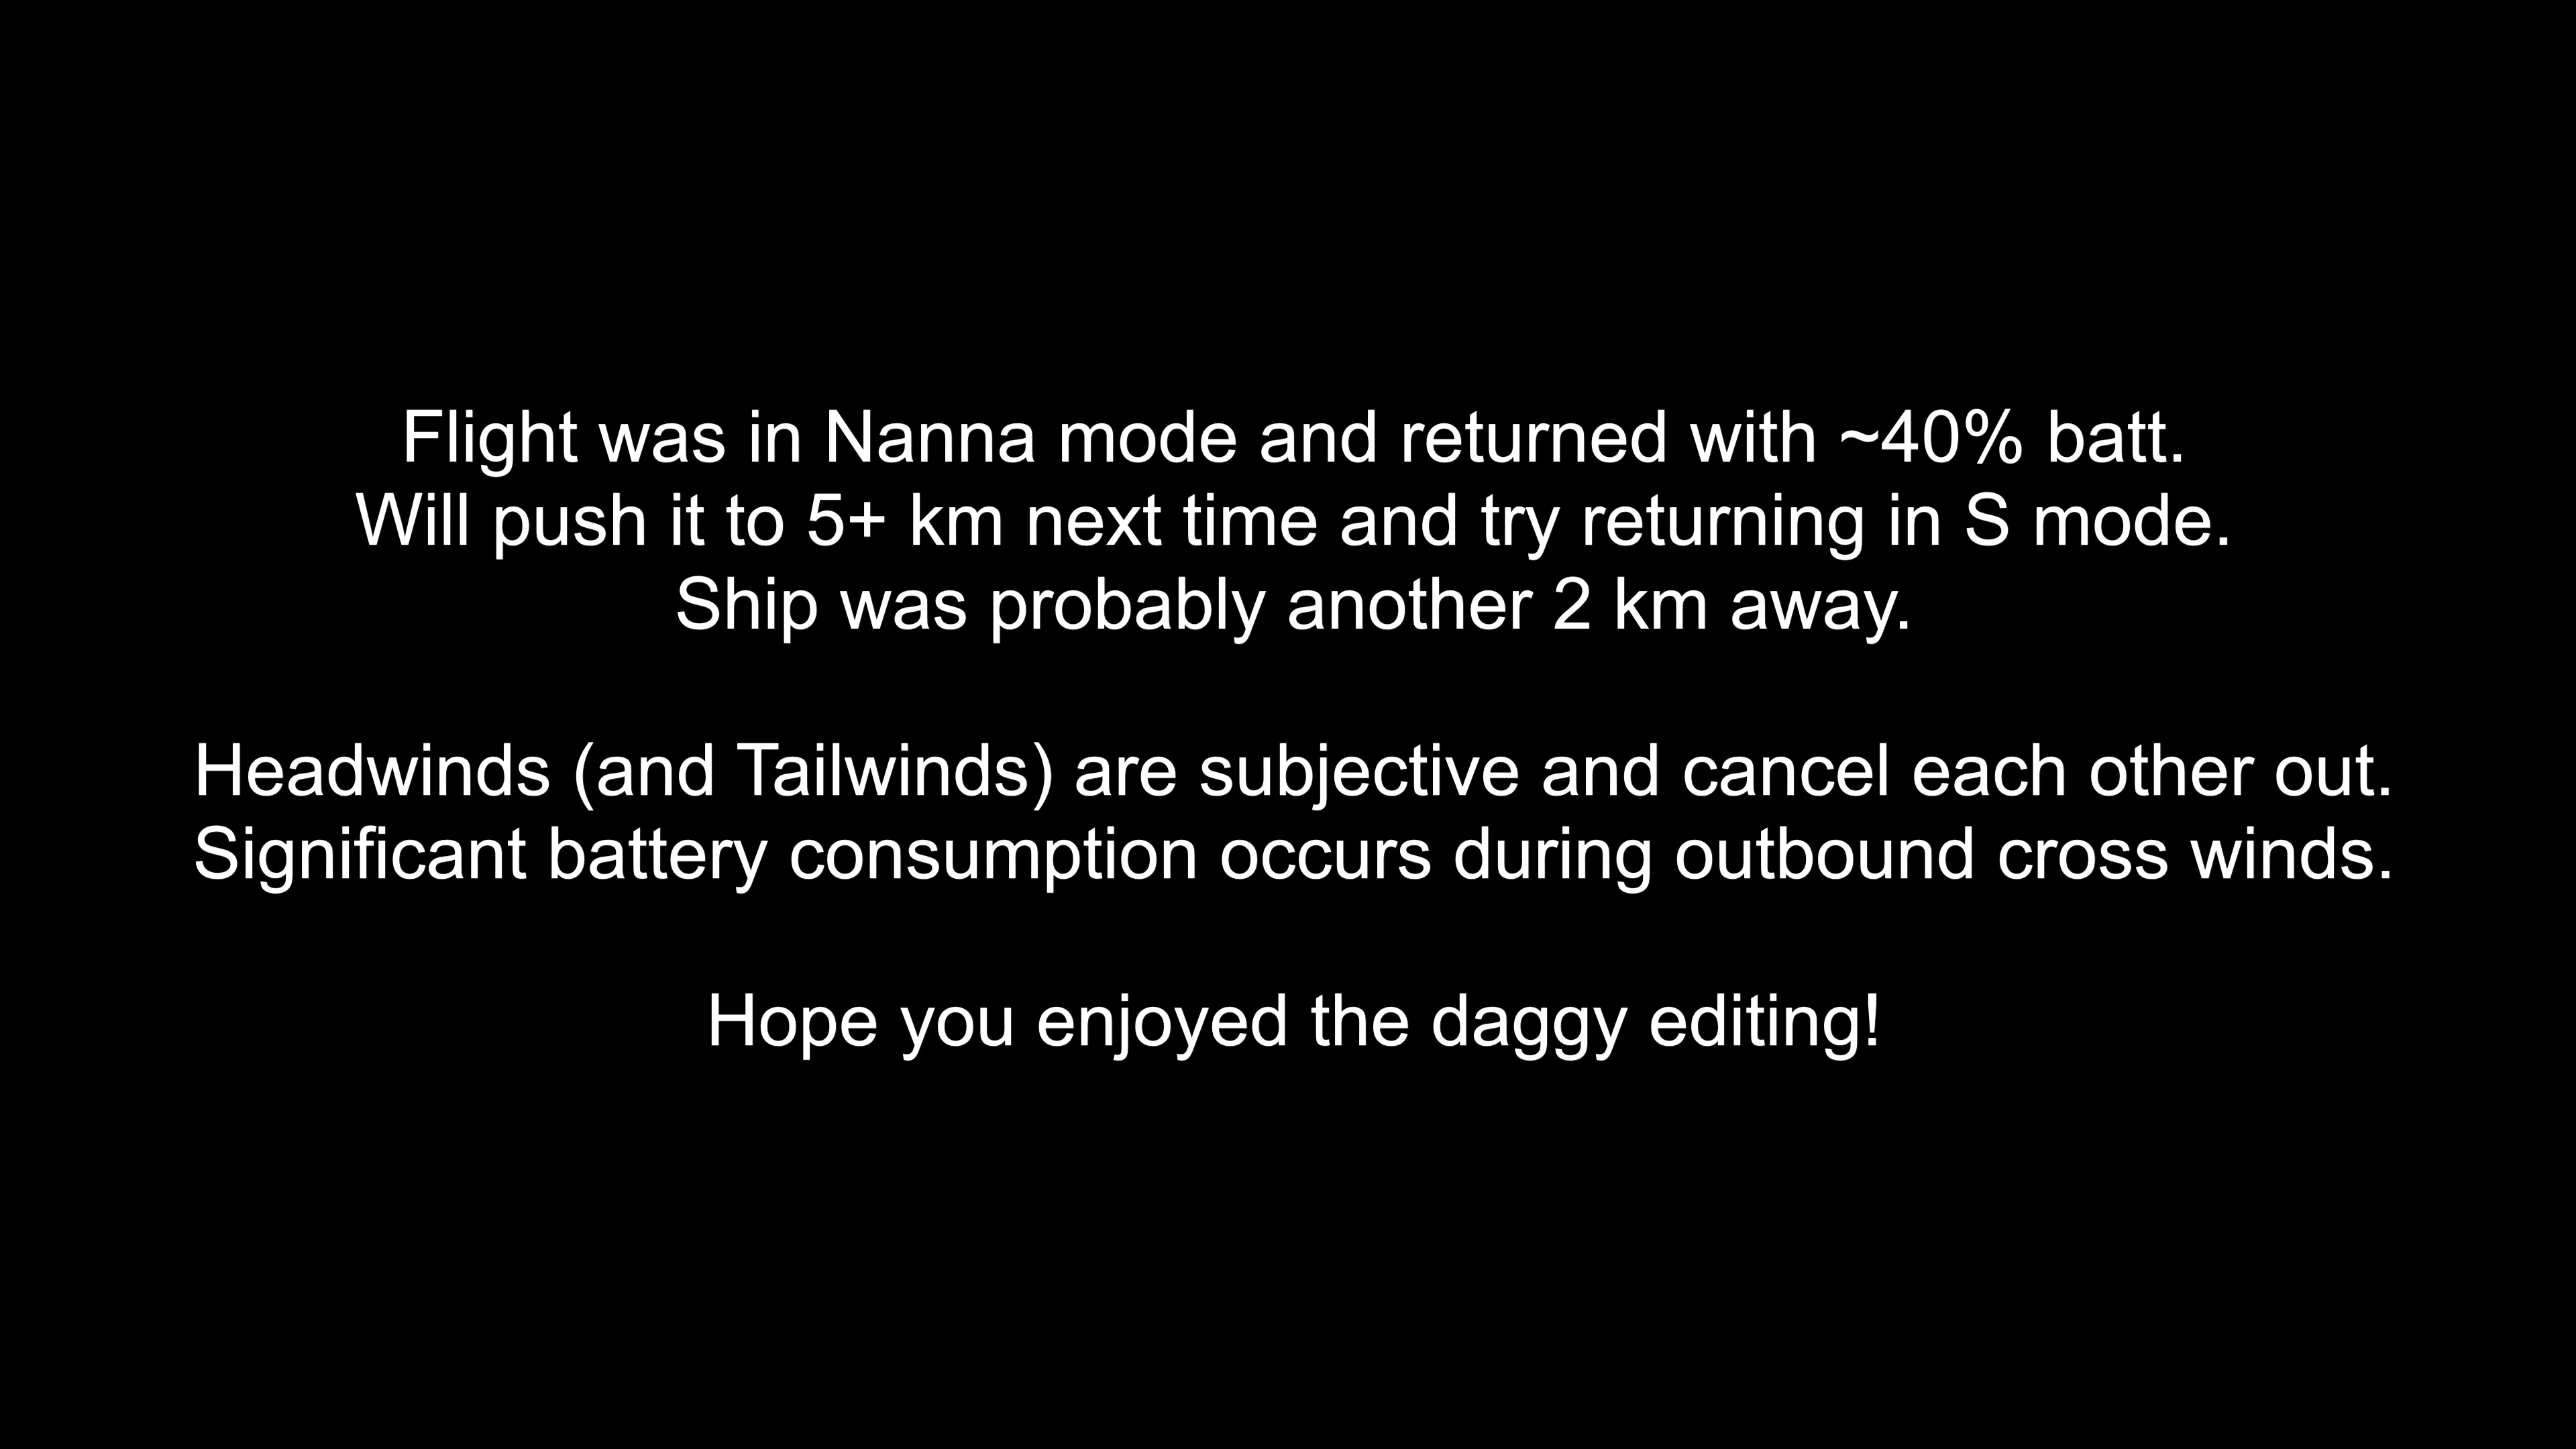 Flight was in Nanna mode and returned with ~40% batt.
Will push it to 5+ km next time and try returning in S mode.
Ship was probably another 2 km away.
Headwinds (and Tailwinds) are subjective and cancel each other out.
Significant battery consumption occurs during outbound cross winds.
Hope you enjoyed the daggy editing!